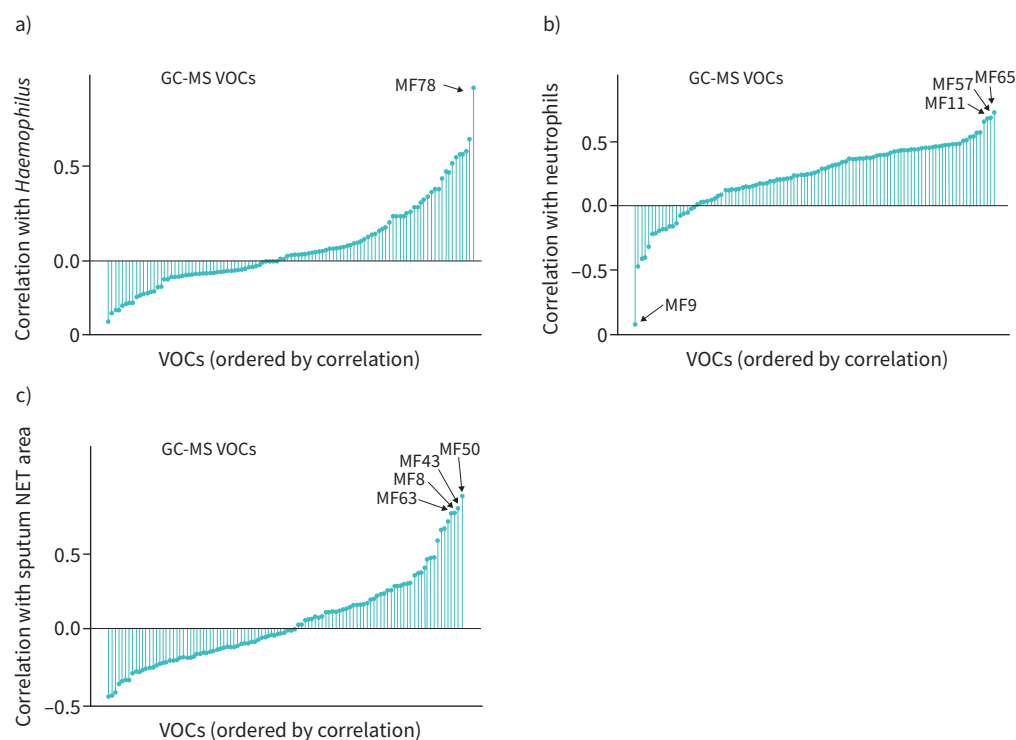 a)
GC-MS VOCs
MF78
Correlation with Haemophilus
0.5
0.0
0
VOCs (ordered by correlation)
b)
GC-MS VOCs
MF65
MF57
MF11
Correlation with neutrophils
0.5
0.0
–0.5
0
MF9
VOCs (ordered by correlation)
c)
GC-MS VOCs
MF50
MF43
MF8
MF63
Correlation with sputum NET area
0.5
0.0
–0.5
VOCs (ordered by correlation)